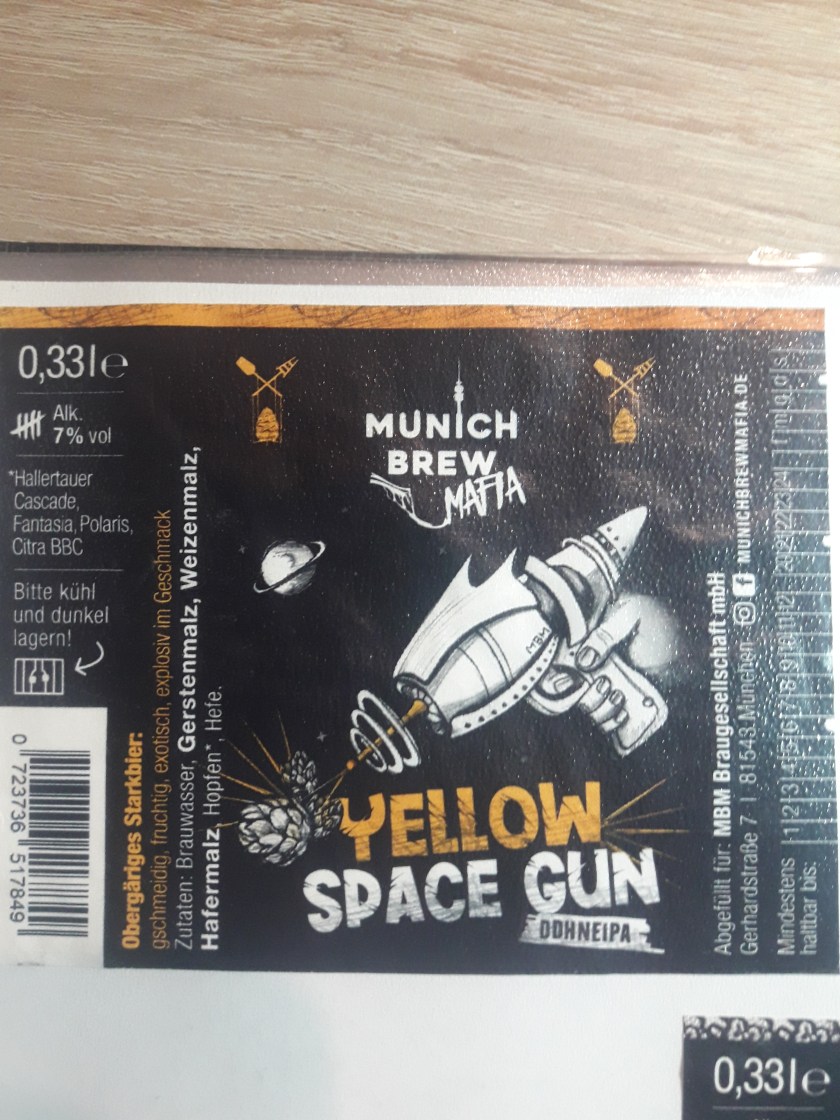 0,33l e
Alk.
7% vol
*Hallertauer
Cascade,
Fantasia, Polaris,
Citra BBC
Bitte kühl
und dunkel
lagern!
0 723736 517849
Obergäriges Starkbier:
gschmeidig, fruchtig, exotisch, explosiv im Geschmack
Zutaten: Brauwasser, Gerstenmalz, Weizenmalz,
Hafermalz, Hopfen*, Hefe.
MUNICH
BREW
MAFIA
MBM
YELLOW
SPACE GUN
DDHNEIPA
Abgefüllt für: MBM Braugesellschaft mbH
Gerhardstraße 7 I 81543 München MUNICHBREWMAFIA.DE
Mindestens
haltbar bis:
0,33l e